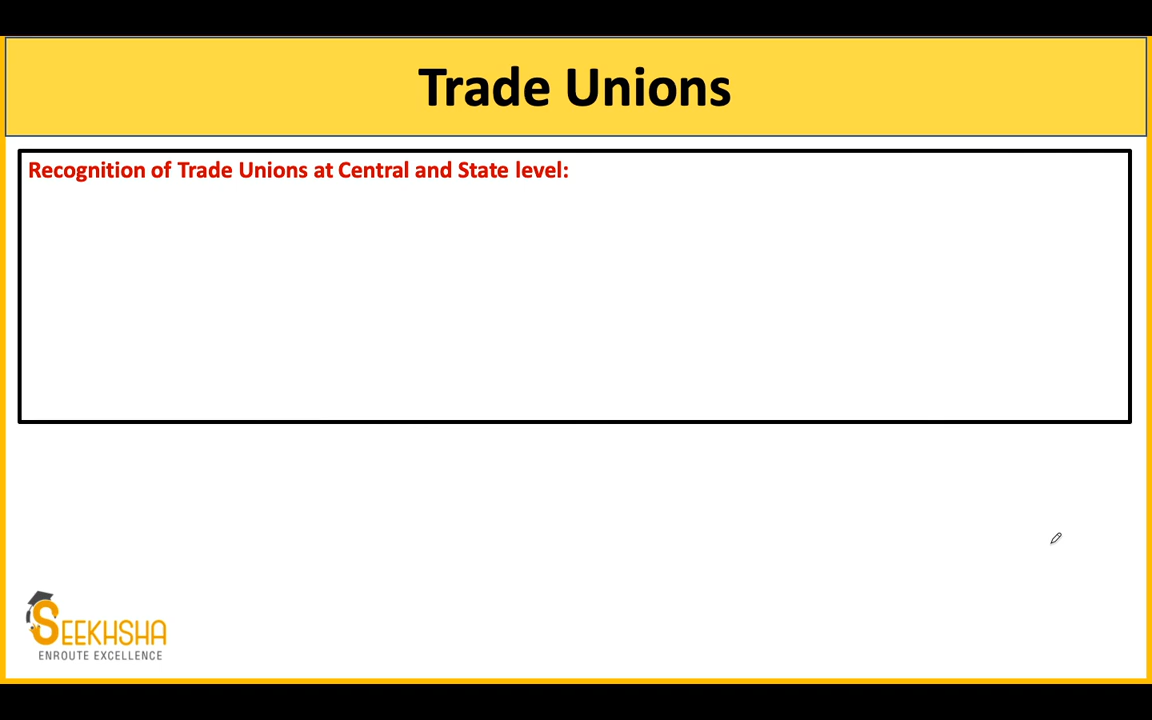 Trade Unions
Recognition of Trade Unions at Central and State level:
SEEKHSHA
ENROUTE EXCELLENCE